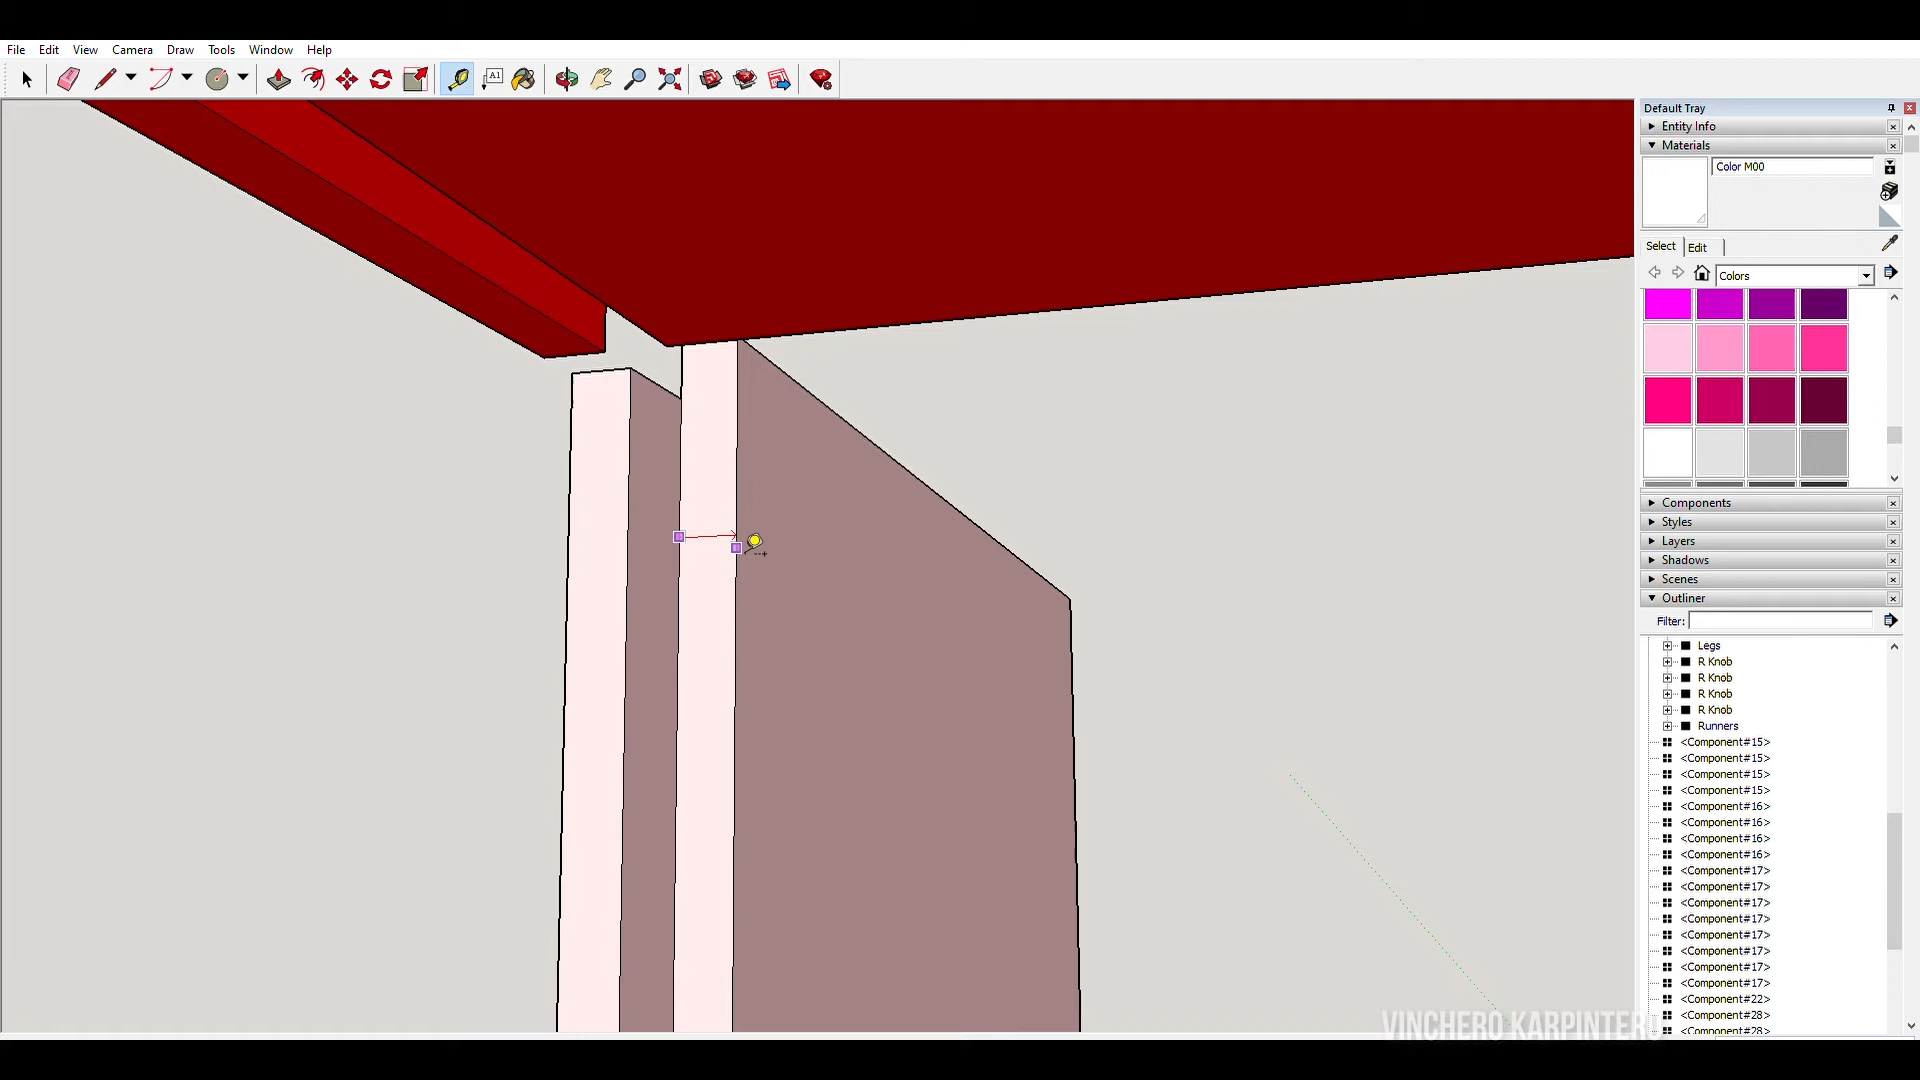 File Edit View Camera Draw Tools Window Help
A1
Default Tray
Entity Info
Materials
Color M00
Select Edit
Colors
Components
Styles
Layers
Shadows
Scenes
Outliner
Filter:
Legs
R Knob
R Knob
R Knob
R Knob
Runners
<Component#15>
<Component#15>
<Component#15>
<Component#15>
<Component#16>
<Component#16>
<Component#16>
<Component#16>
<Component#17>
<Component#17>
<Component#17>
<Component#17>
<Component#17>
<Component#17>
<Component#17>
<Component#17>
<Component#22>
<Component#28>
<Component#28>
VINCHERO KARPINTERO